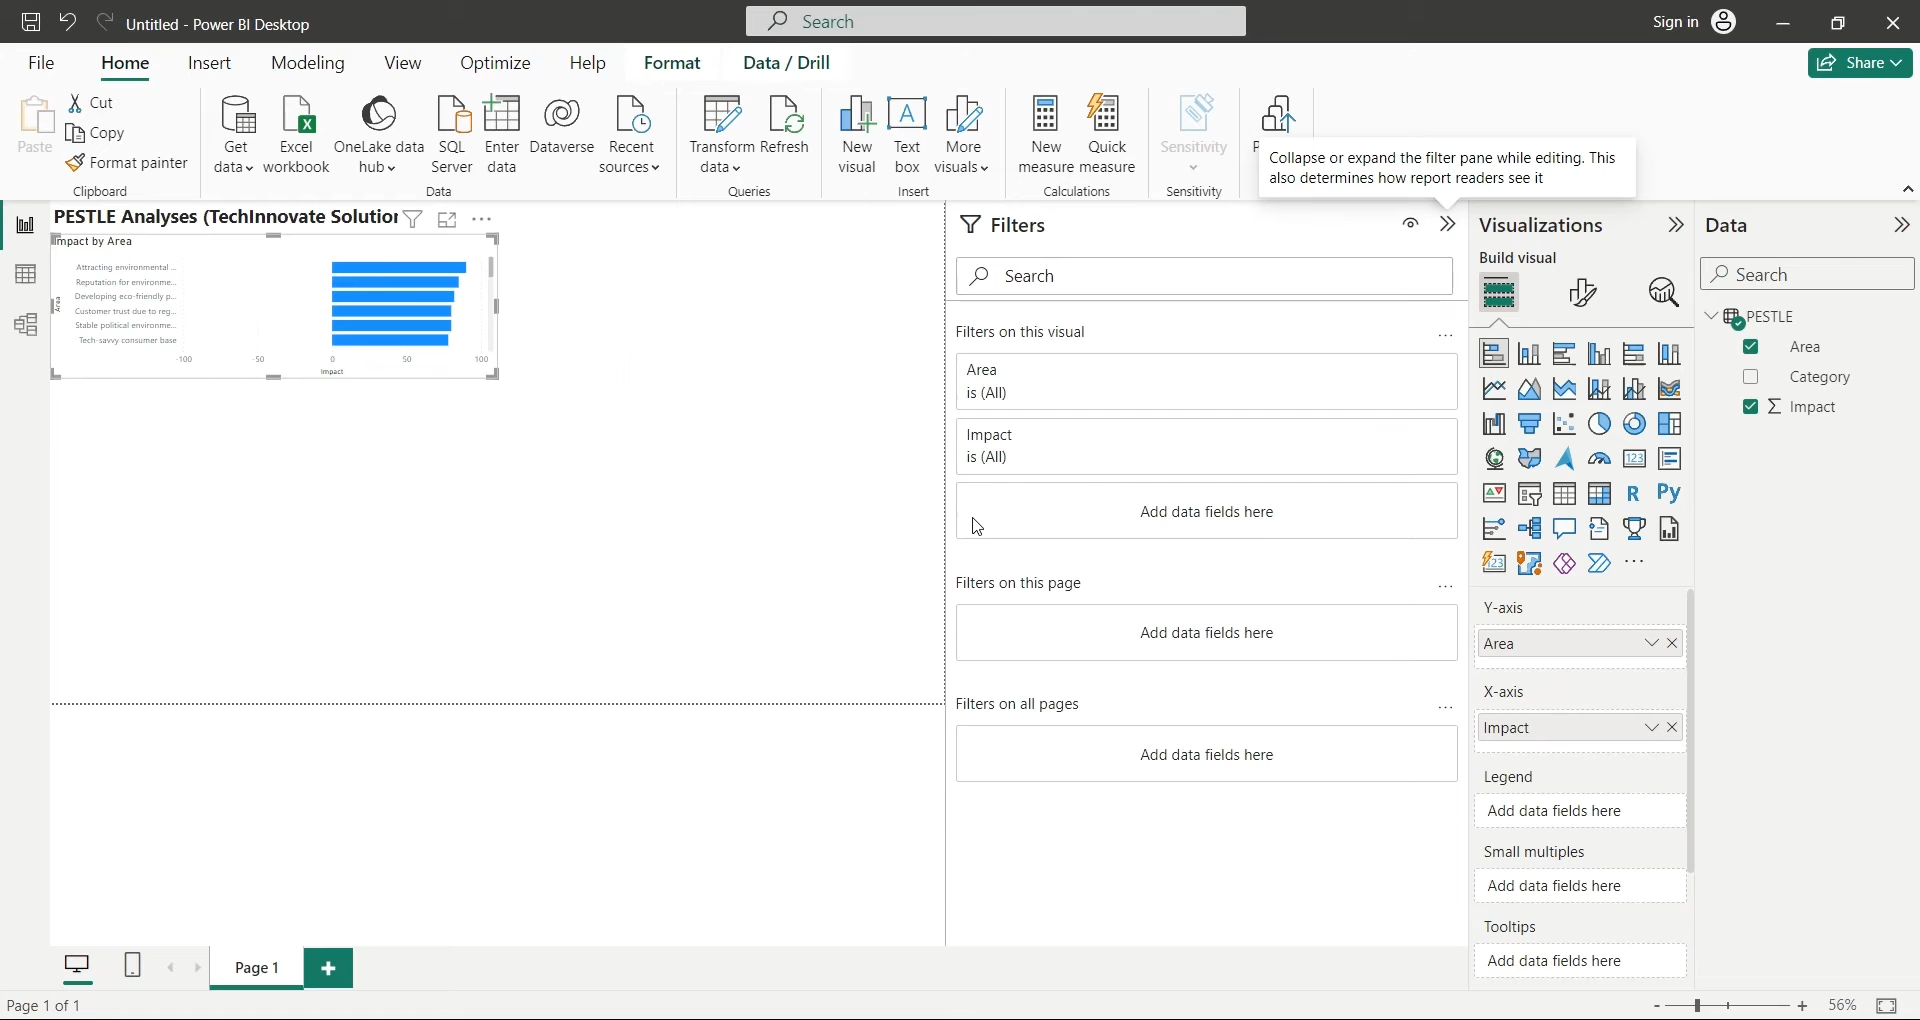 Untitled - Power BI Desktop
Search
Sign in
File
Home
Insert
Modeling
View
Optimize
Help
Format
Data / Drill
Share
Paste
Cut
Copy
Format painter
Clipboard
Get data
Excel workbook
OneLake data hub
SQL Server
Enter data
Dataverse
Recent sources
Data
Transform data
Refresh
Queries
New visual
A
Text box
More visuals
Insert
New measure
Quick measure
Calculations
Sensitivity
Sensitivity
Collapse or expand the filter pane while editing. This
also determines how report readers see it
PESTLE Analyses (TechInnovate Solution
Impact by Area
Area
Attracting environmental ...
Reputation for environme...
Developing eco-friendly p...
Customer trust due to reg...
Stable political environme...
Tech-savvy consumer base
-100
-50
0
50
100
Impact
Filters
Search
Filters on this visual
Area
is (All)
Impact
is (All)
Add data fields here
Filters on this page
Add data fields here
Filters on all pages
Add data fields here
Visualizations
Build visual
123
R
Py
123
Y-axis
Area
X-axis
Impact
Legend
Add data fields here
Small multiples
Add data fields here
Tooltips
Add data fields here
Data
Search
PESTLE
Area
Category
Σ Impact
Page 1
Page 1 of 1
56%